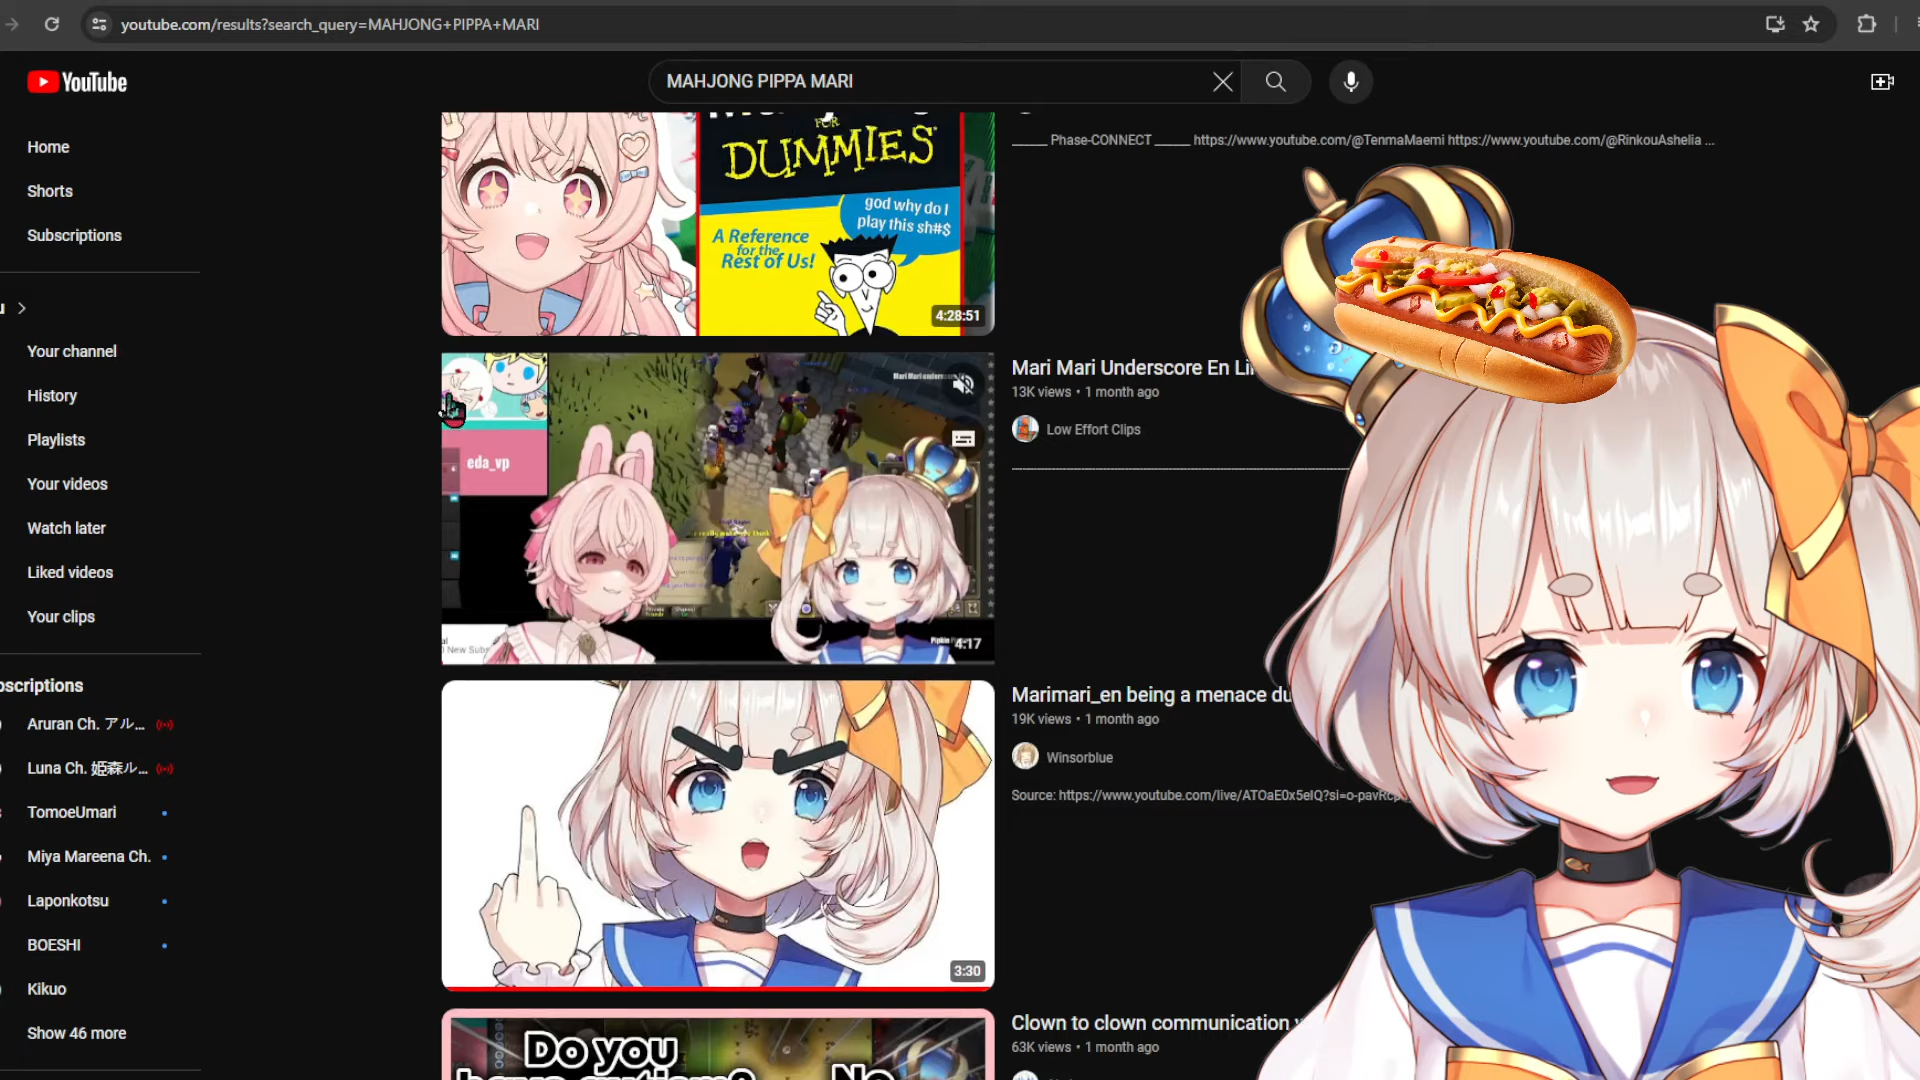 youtube.com/results?search_query=MAHJONG+PIPPA+MARI
YouTube
MAHJONG PIPPA MARI
Home
Shorts
Subscriptions
Your channel
History
Playlists
Your videos
Watch later
Liked videos
Your clips
Aruran Ch. アル...
Luna Ch. 姫森ル...
TomoeUmari
Miya Mareena Ch.
Laponkotsu
BOESHI
Kikuo
Show 46 more
FOR
DUMMIES
god why do I
play this sh#$
A Reference
for the
Rest of Us!
4:28:51
______ Phase-CONNECT ______ https://www.youtube.com/@TenmaMaemi https://www.youtube.com/@RinkouAshelia ...
eda_vp
4:17
Mari Mari Underscore En
13K views • 1 month ago
Low Effort Clips
3:30
Marimari_en being a menace
19K views • 1 month ago
Winsorblue
Source: https://www.youtube.com/live/ATOaE0x5eIQ?si=o-pavRcp
Do you
No
Clown to clown communication
63K views • 1 month ago